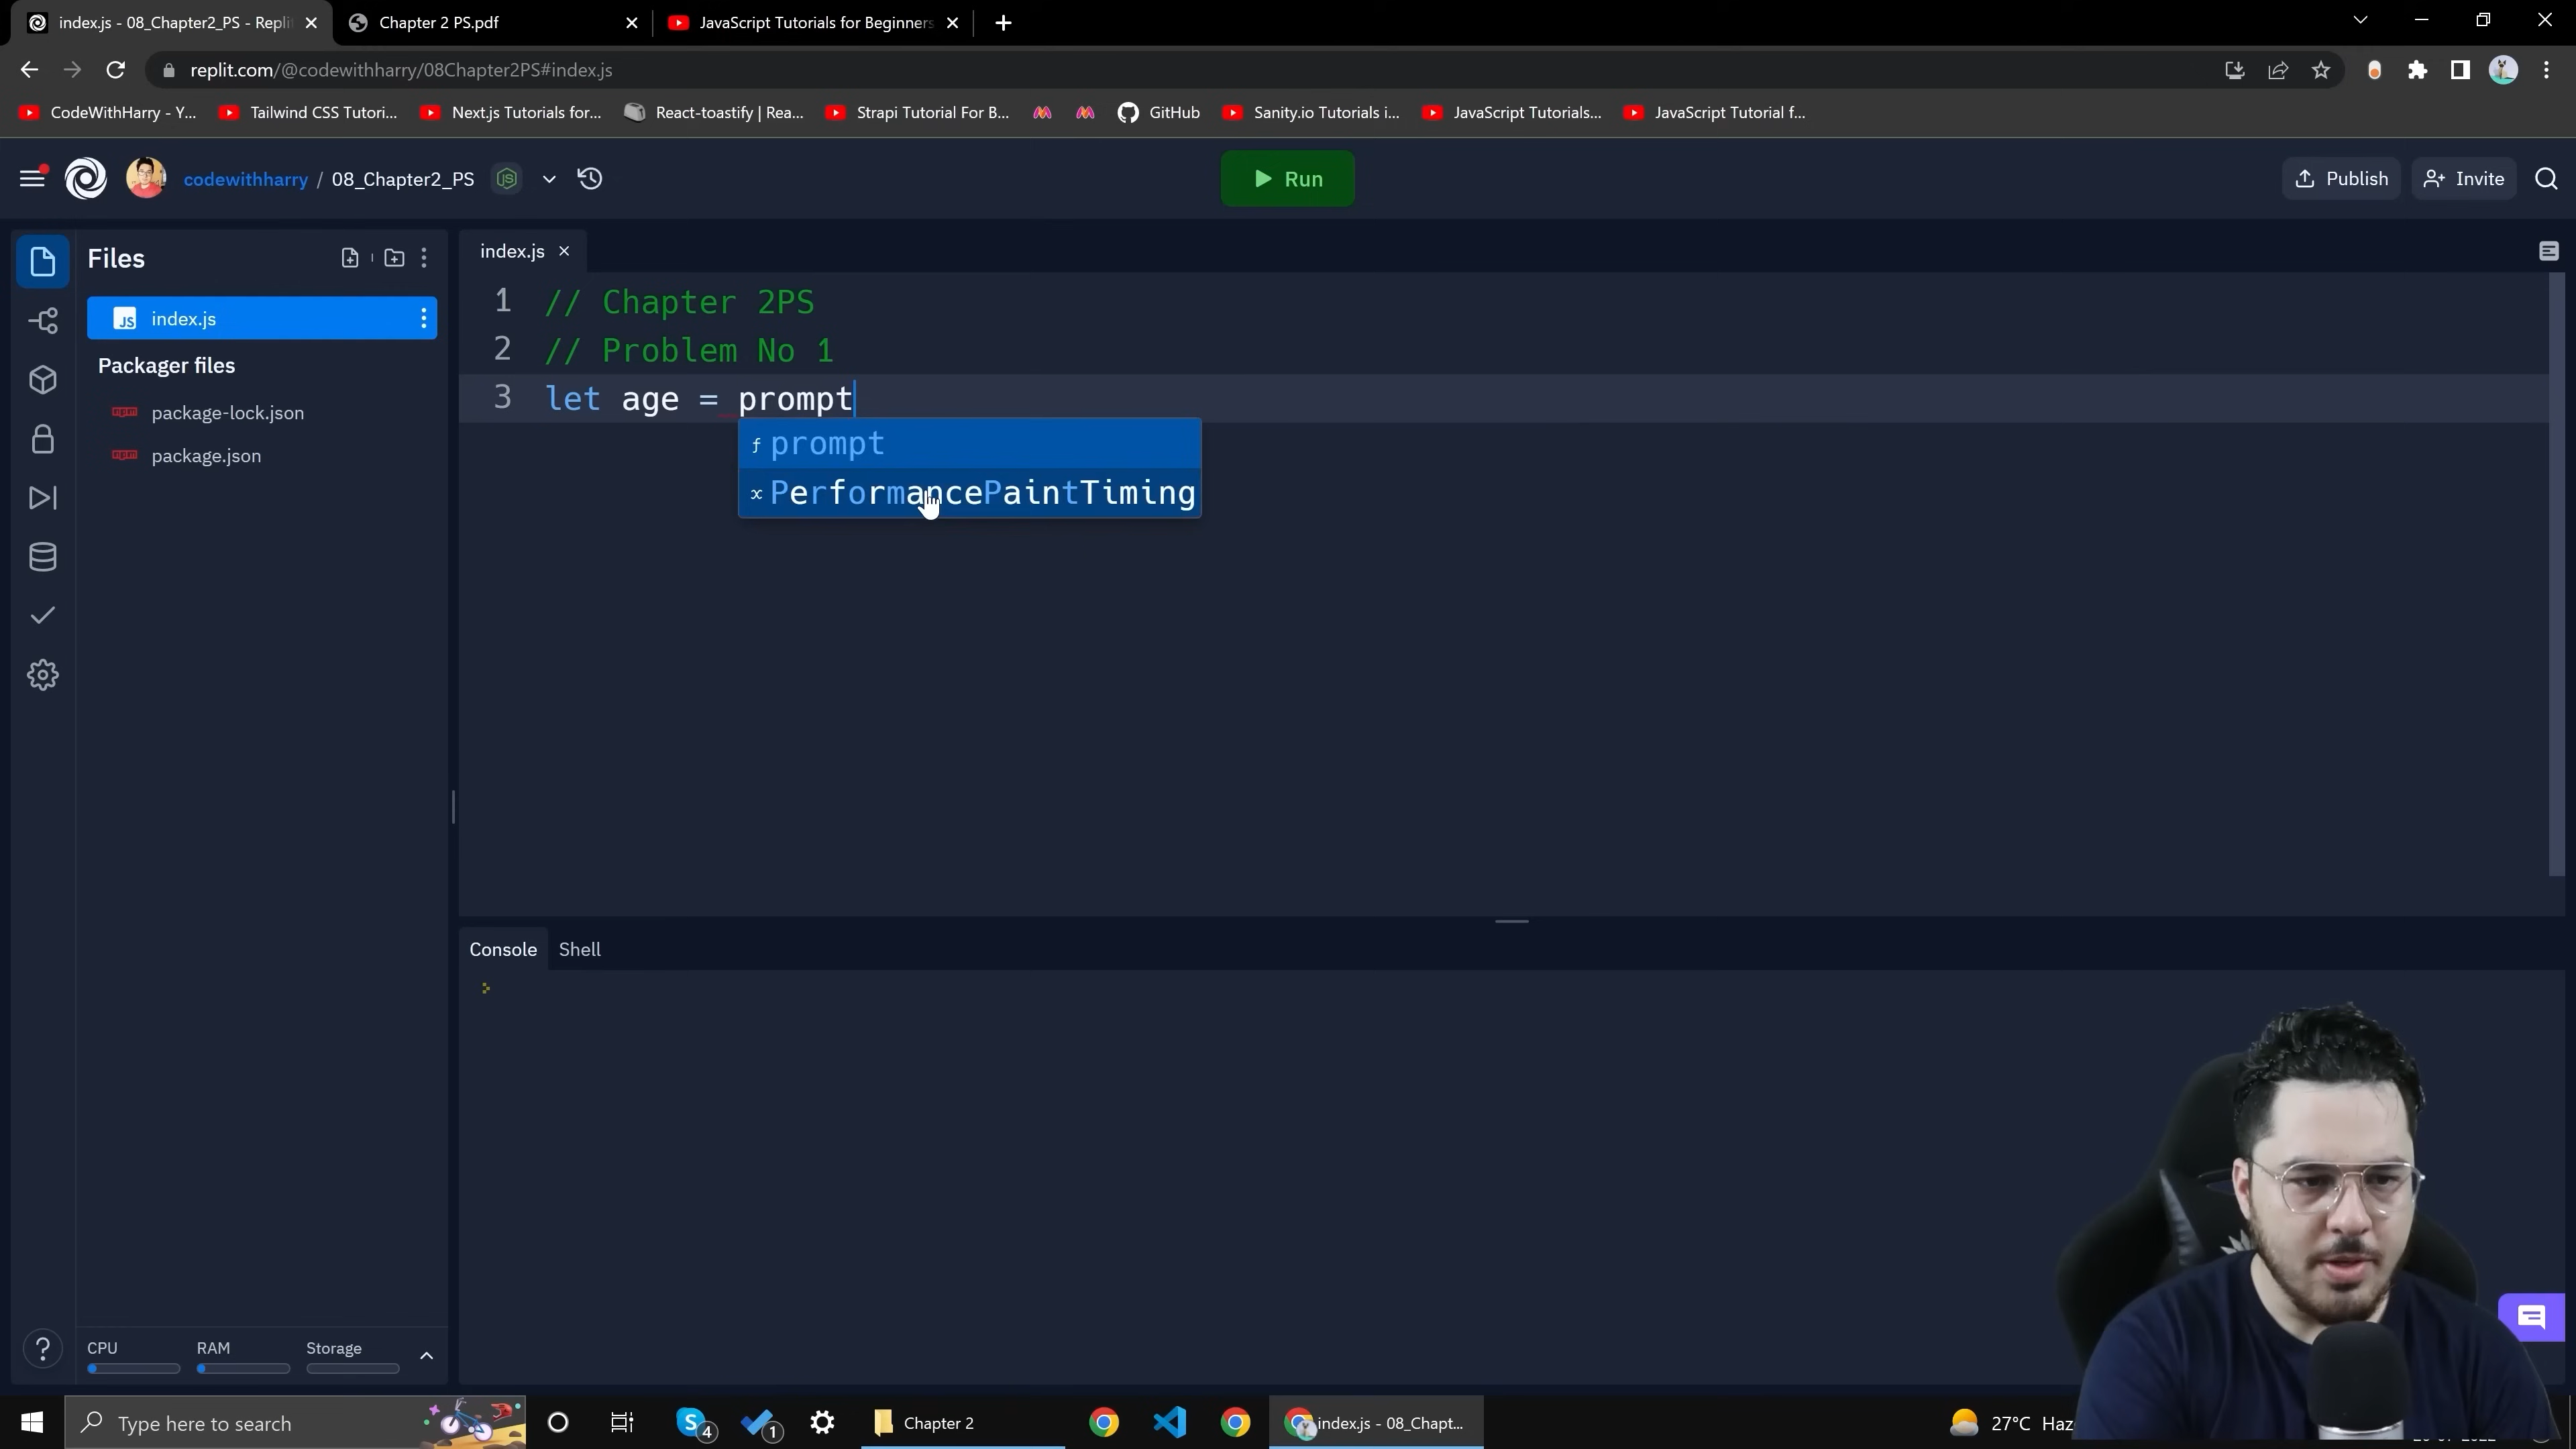 index.js - 08_Chapter2_PS - Repli
Chapter 2 PS.pdf
JavaScript Tutorials for Beginners
replit.com/@codewithharry/08Chapter2PS#index.js
CodeWithHarry - Y...
Tailwind CSS Tutori...
Next.js Tutorials for...
React-toastify | Rea...
Strapi Tutorial For B...
GitHub
Sanity.io Tutorials i...
JavaScript Tutorials...
JavaScript Tutorial f...
codewithharry / 08_Chapter2_PS
Run
Publish
Invite
Files
index.js
JS index.js
Packager files
package-lock.json
package.json
1 // Chapter 2PS
2 // Problem No 1
3 let age = prompt
f prompt
x PerformancePaintTiming
Console
Shell
CPU
RAM
Storage
Type here to search
4
1
Chapter 2
index.js - 08_Chapt...
27°C Haz